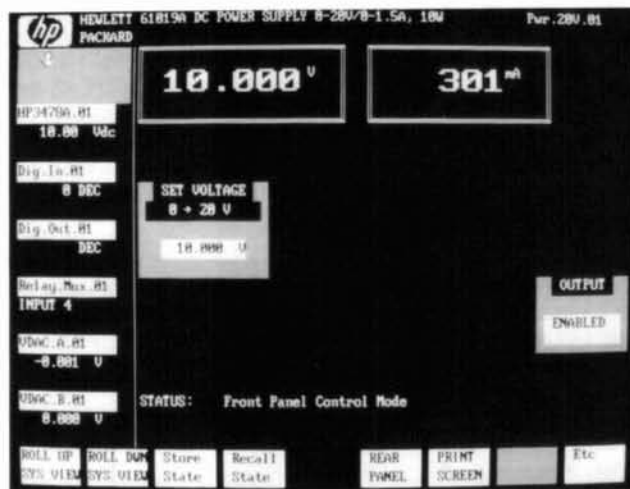 hp HEWLETT PACKARD
61019A DC POWER SUPPLY 0-20V/0-1.5A, 10W
Pwr.20V.01
10.000 V
301 mA
HP3478A.01
10.00 Vdc
Dig.In.01
0 DEC
Dig.Out.01
DEC
Relay.Mux.01
INPUT 4
VDAC.A.01
-0.001 V
VDAC.B.01
0.000 V
SET VOLTAGE
0 → 20 V
10.000 V
OUTPUT
ENABLED
STATUS: Front Panel Control Mode
ROLL UP SYS VIEW
ROLL DWN SYS VIEW
Store State
Recall State
REAR PANEL
PRINT SCREEN
Etc